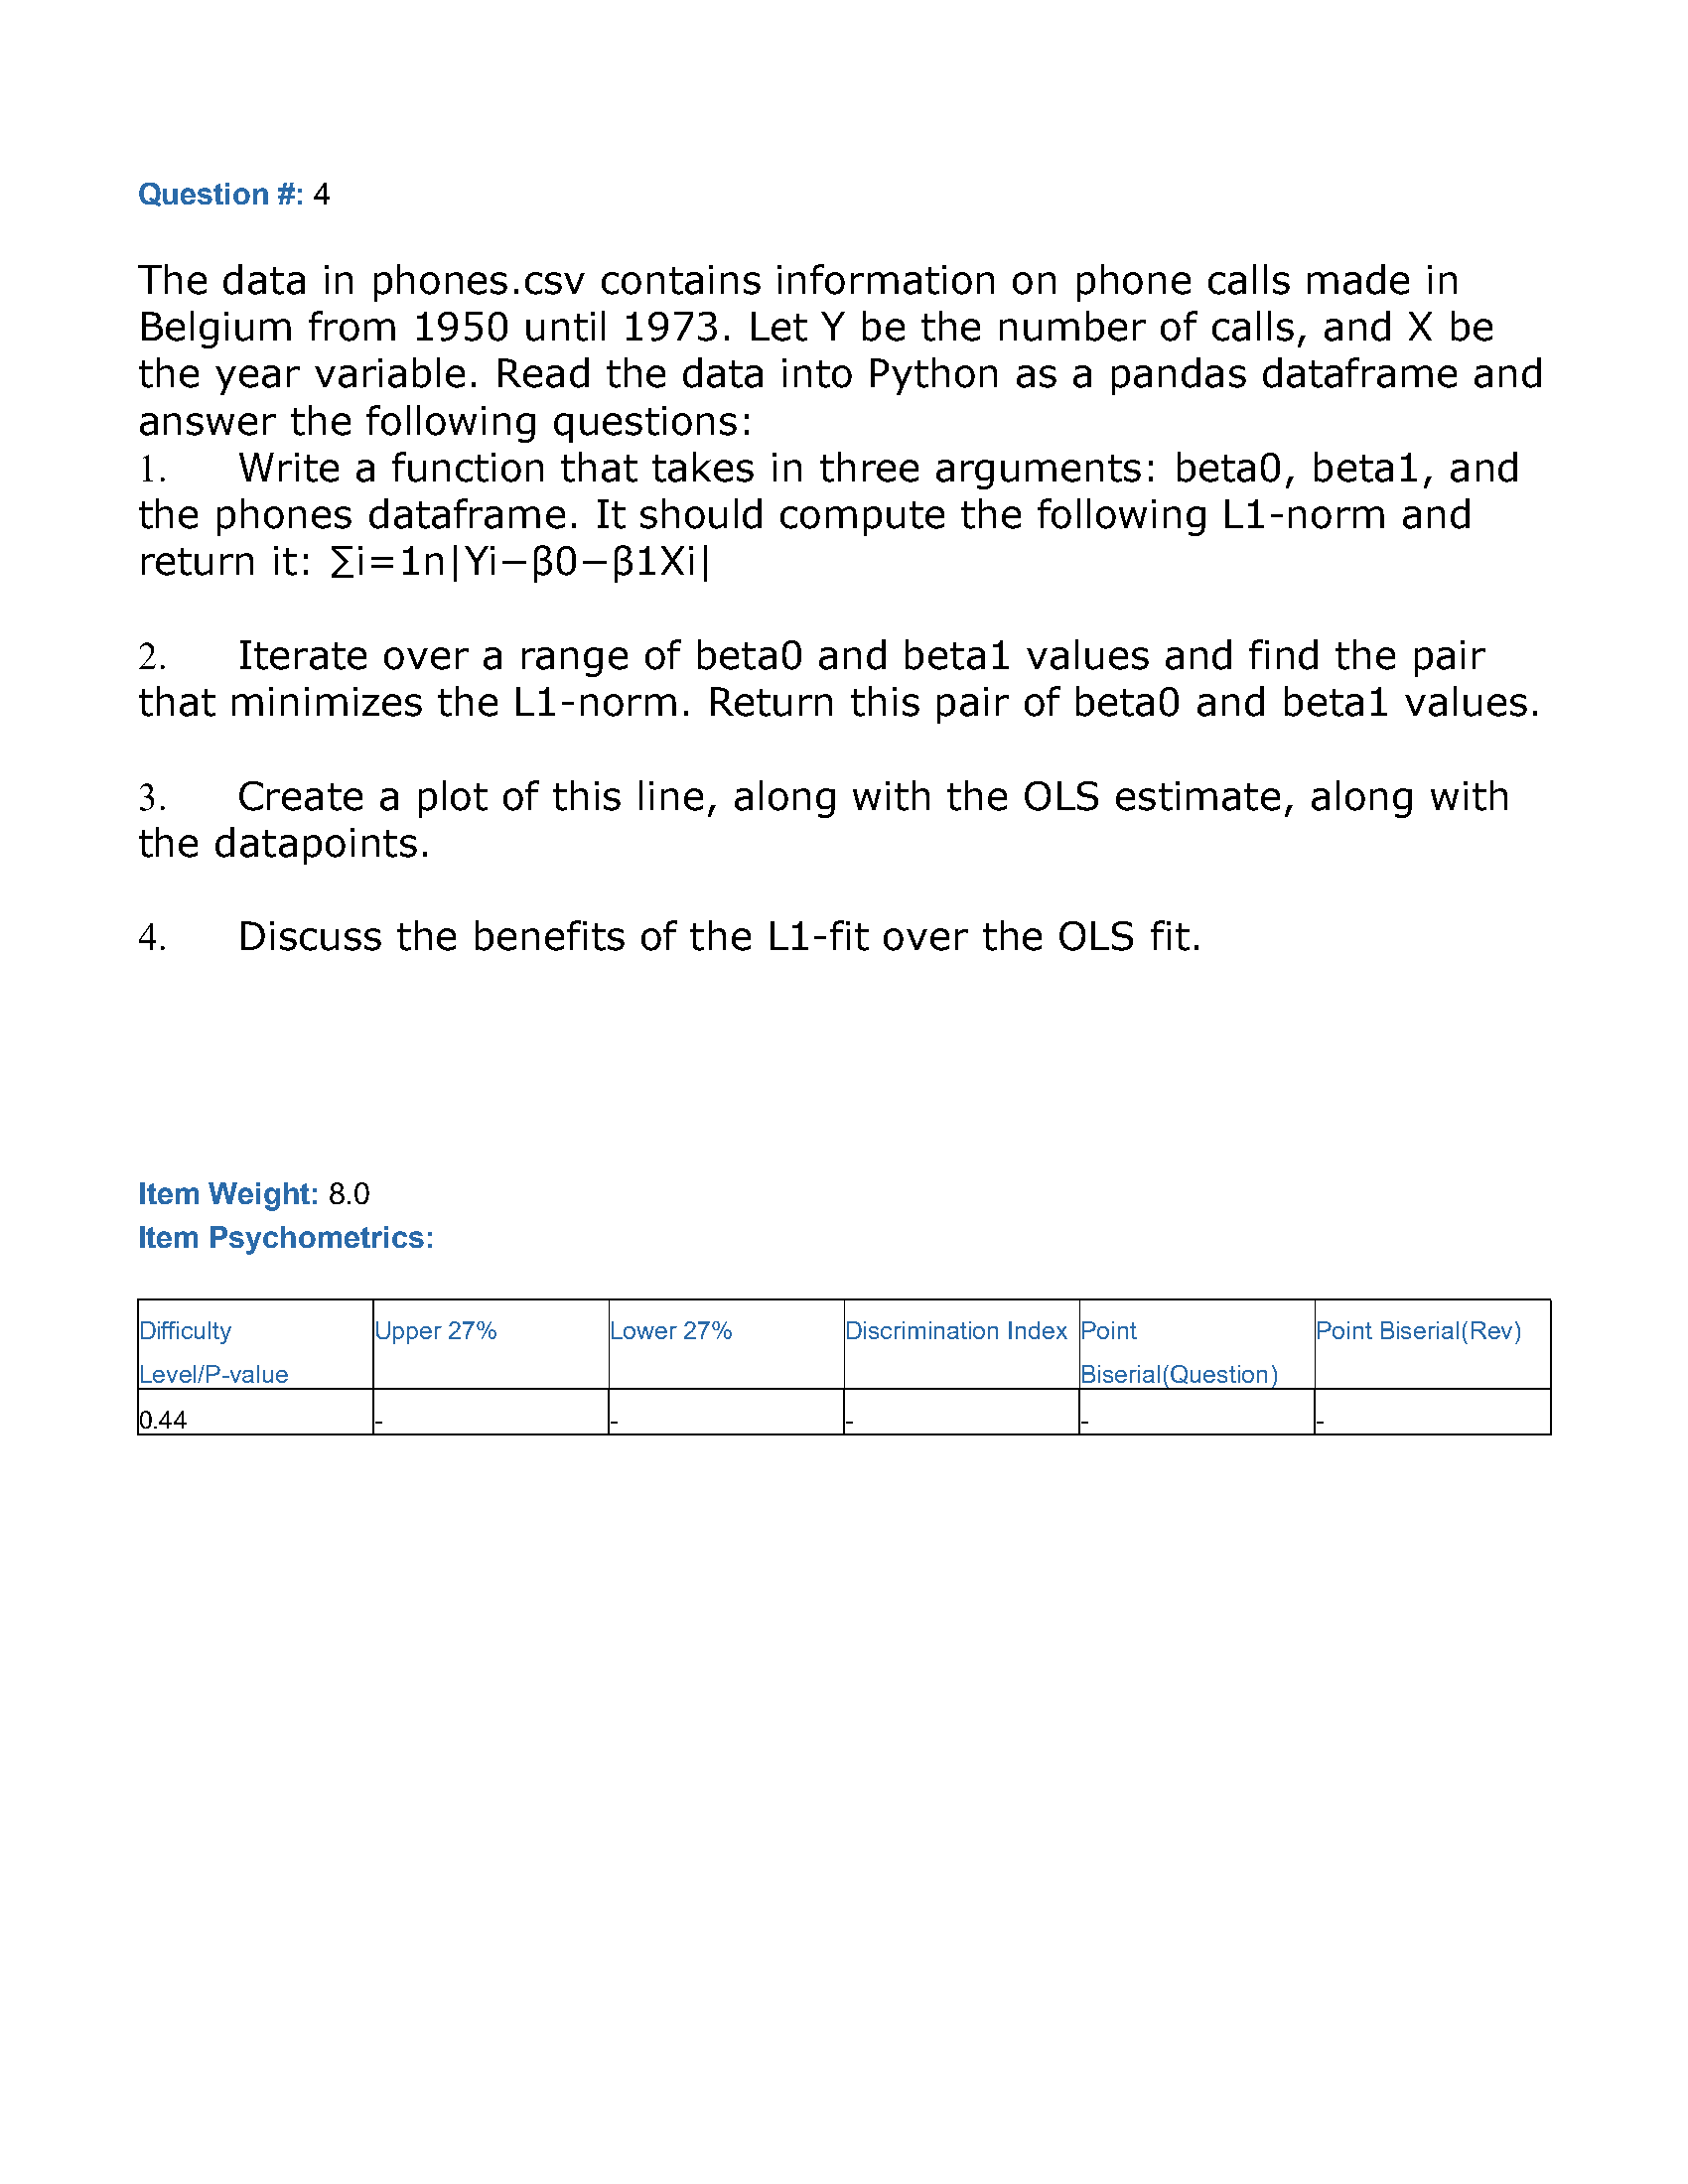 Question #: 4
The data in phones.csv contains information on phone calls made in
Belgium from 1950 until 1973. Let Y be the number of calls, and X be
the year variable. Read the data into Python as a pandas dataframe and
answer the following questions:
1. Write a function that takes in three arguments: beta0, beta1, and
the phones dataframe. It should compute the following L1-norm and
return it: ∑i=1n|Yi−β0−β1Xi|
2. Iterate over a range of beta0 and beta1 values and find the pair
that minimizes the L1-norm. Return this pair of beta0 and beta1 values.
3. Create a plot of this line, along with the OLS estimate, along with
the datapoints.
4. Discuss the benefits of the L1-fit over the OLS fit.
Item Weight: 8.0
Item Psychometrics:
Difficulty Upper 27% Lower 27% Discrimination Index Point Point Biserial(Rev)
Level/P-value Biserial(Question)
0.44 - - - - -